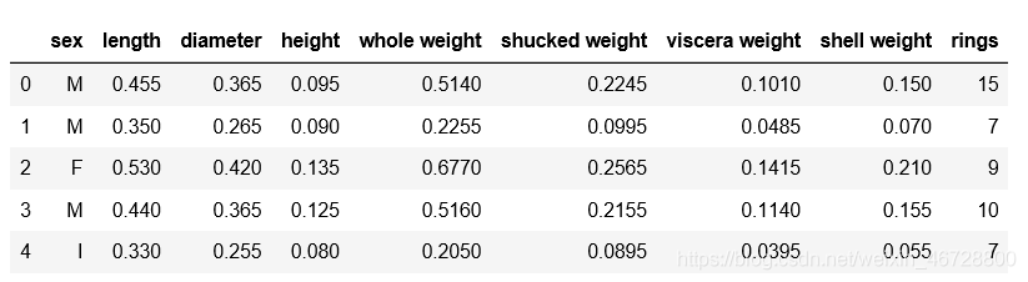 sex length diameter height whole weight shucked weight viscera weight shell weight rings
0 M 0.455 0.365 0.095 0.5140 0.2245 0.1010 0.150 15
1 M 0.350 0.265 0.090 0.2255 0.0995 0.0485 0.070 7
2 F 0.530 0.420 0.135 0.6770 0.2565 0.1415 0.210 9
3 M 0.440 0.365 0.125 0.5160 0.2155 0.1140 0.155 10
4 I 0.330 0.255 0.080 0.2050 0.0895 0.0395 0.055 7
https://blog.csdn.net/weixin_46728800